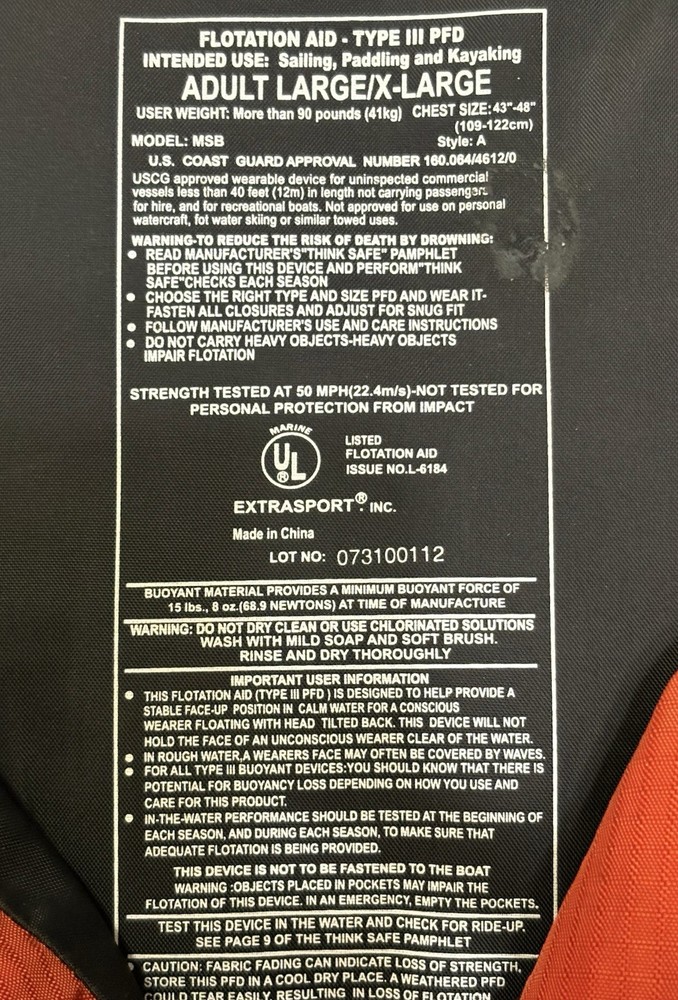 FLOTATION AID - TYPE III PFD
INTENDED USE: Sailing, Paddling and Kayaking
ADULT LARGE/X-LARGE
USER WEIGHT: More than 90 pounds (41kg) CHEST SIZE: 43"-48"
(109-122cm)
MODEL: MSB Style: A
U.S. COAST GUARD APPROVAL NUMBER 160.064/4612/0
USCG approved wearable device for uninspected commercial
vessels less than 40 feet (12m) in length not carrying passengers
for hire, and for recreational boats. Not approved for use on personal
watercraft, fot water skiing or similar towed uses.
WARNING-TO REDUCE THE RISK OF DEATH BY DROWNING:
• READ MANUFACTURER'S"THINK SAFE" PAMPHLET
BEFORE USING THIS DEVICE AND PERFORM"THINK
SAFE"CHECKS EACH SEASON
• CHOOSE THE RIGHT TYPE AND SIZE PFD AND WEAR IT-
FASTEN ALL CLOSURES AND ADJUST FOR SNUG FIT
• FOLLOW MANUFACTURER'S USE AND CARE INSTRUCTIONS
• DO NOT CARRY HEAVY OBJECTS-HEAVY OBJECTS
IMPAIR FLOTATION
STRENGTH TESTED AT 50 MPH(22.4m/s)-NOT TESTED FOR
PERSONAL PROTECTION FROM IMPACT
MARINE
UL®
LISTED
FLOTATION AID
ISSUE NO.L-6184
EXTRASPORT®. INC.
Made in China
LOT NO: 073100112
BUOYANT MATERIAL PROVIDES A MINIMUM BUOYANT FORCE OF
15 lbs., 8 oz.(68.9 NEWTONS) AT TIME OF MANUFACTURE
WARNING: DO NOT DRY CLEAN OR USE CHLORINATED SOLUTIONS
WASH WITH MILD SOAP AND SOFT BRUSH.
RINSE AND DRY THOROUGHLY
IMPORTANT USER INFORMATION
• THIS FLOTATION AID (TYPE III PFD ) IS DESIGNED TO HELP PROVIDE A
STABLE FACE-UP POSITION IN CALM WATER FOR A CONSCIOUS
WEARER FLOATING WITH HEAD TILTED BACK. THIS DEVICE WILL NOT
HOLD THE FACE OF AN UNCONSCIOUS WEARER CLEAR OF THE WATER.
• IN ROUGH WATER,A WEARERS FACE MAY OFTEN BE COVERED BY WAVES.
• FOR ALL TYPE III BUOYANT DEVICES:YOU SHOULD KNOW THAT THERE IS
POTENTIAL FOR BUOYANCY LOSS DEPENDING ON HOW YOU USE AND
CARE FOR THIS PRODUCT.
• IN-THE-WATER PERFORMANCE SHOULD BE TESTED AT THE BEGINNING OF
EACH SEASON, AND DURING EACH SEASON, TO MAKE SURE THAT
ADEQUATE FLOTATION IS BEING PROVIDED.
THIS DEVICE IS NOT TO BE FASTENED TO THE BOAT
WARNING :OBJECTS PLACED IN POCKETS MAY IMPAIR THE
FLOTATION OF THIS DEVICE. IN AN EMERGENCY, EMPTY THE POCKETS.
TEST THIS DEVICE IN THE WATER AND CHECK FOR RIDE-UP.
SEE PAGE 9 OF THE THINK SAFE PAMPHLET
• CAUTION: FABRIC FADING CAN INDICATE LOSS OF STRENGTH,
STORE THIS PFD IN A COOL DRY PLACE. A WEATHERED PFD
COULD TEAR EASILY, RESULTING IN LOSS OF FLOTATION